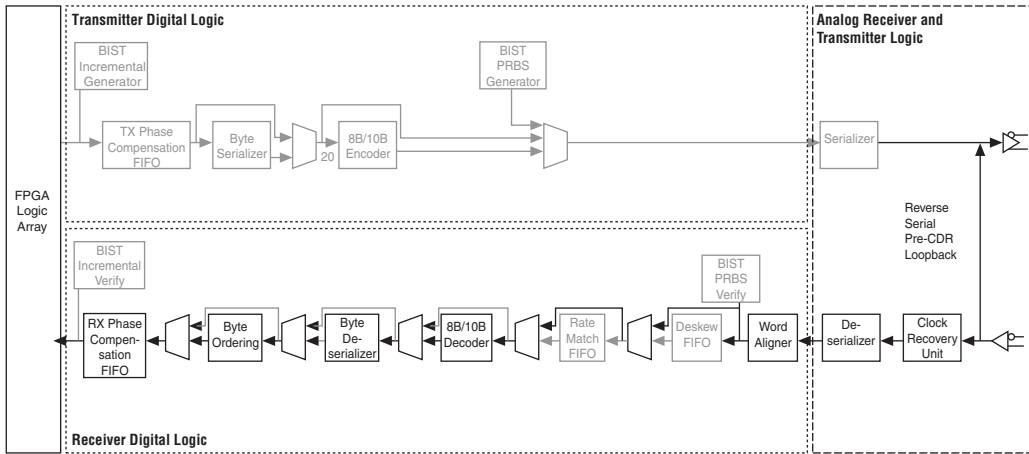 Transmitter Digital Logic
Analog Receiver and
Transmitter Logic
BIST
Incremental
Generator
BIST
PRBS
Generator
TX Phase
Compensation
FIFO
Byte
Serializer
20
8B/10B
Encoder
Serializer
FPGA
Logic
Array
Reverse
Serial
Pre-CDR
Loopback
BIST
Incremental
Verify
BIST
PRBS
Verify
RX Phase
Compen-
sation
FIFO
Byte
Ordering
Byte
De-
serializer
8B/10B
Decoder
Rate
Match
FIFO
Deskew
FIFO
Word
Aligner
De-
serializer
Clock
Recovery
Unit
Receiver Digital Logic